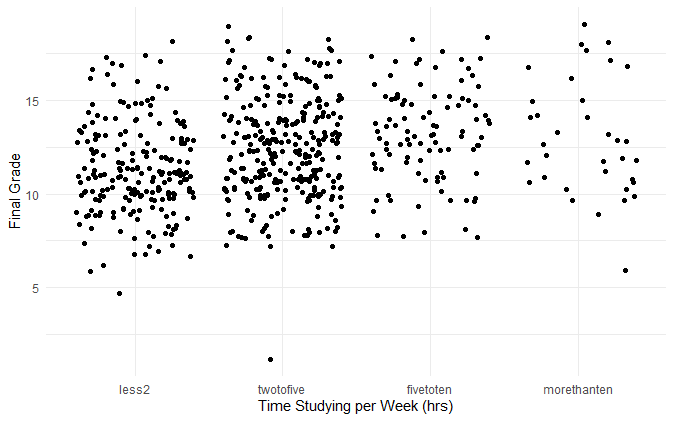 Final Grade
15
10
5
less2 twotofive fivetoten morethanten
Time Studying per Week (hrs)